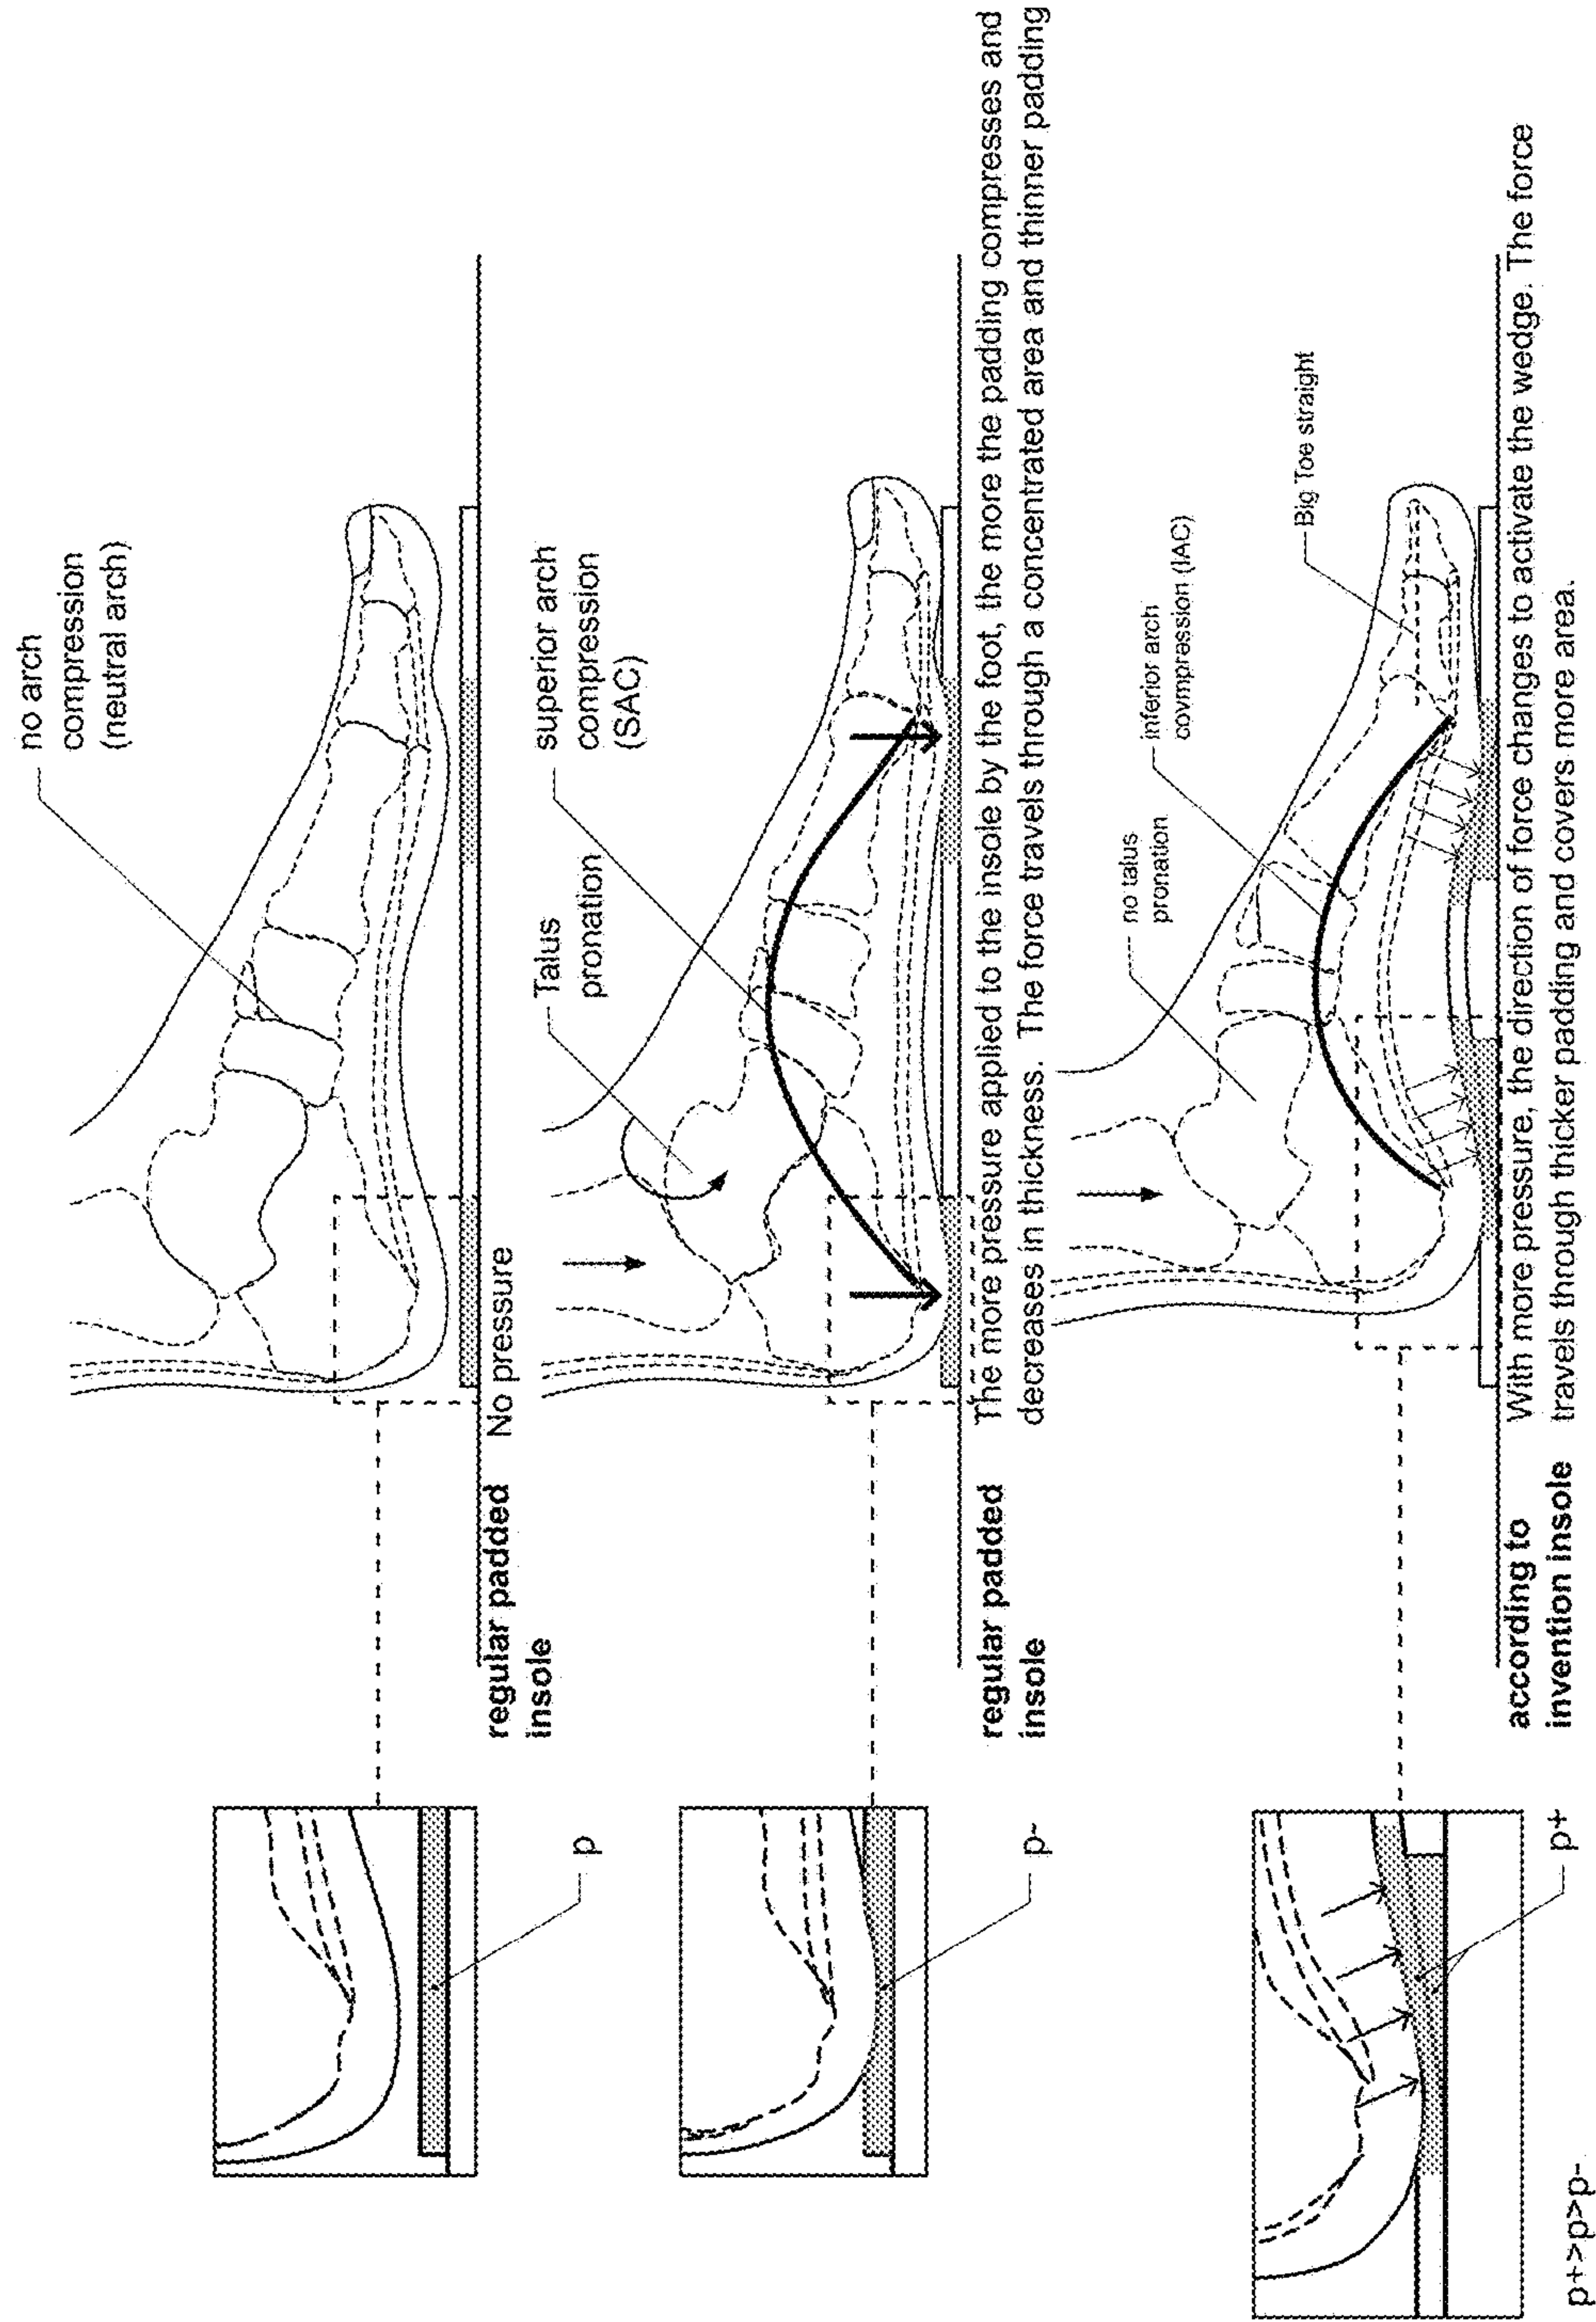 no arch
compression
(neutral arch)
regular padded
insole
No pressure
p
superior arch
compression
(SAC)
Talus
pronation
regular padded
insole
The more pressure applied to the insole by the foot, the more the padding compresses and
decreases in thickness. The force travels through a concentrated area and thinner padding
p-
Big Toe straight
inferior arch
covmpression (IAC)
no talus
pronation
according to
invention insole
With more pressure, the direction of force changes to activate the wedge. The force
travels through thicker padding and covers more area.
p+
p+>p>p-